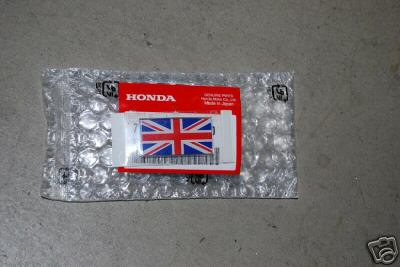 HONDA
GENUINE PARTS
Honda Motor Co., Ltd.
Made in Japan